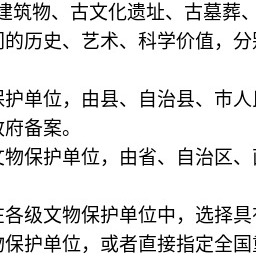 建筑物、古文化遗址、古墓葬、
们的历史、艺术、科学价值，分别
保护单位，由县、自治县、市人
政府备案。
文物保护单位，由省、自治区、
在各级文物保护单位中，选择具有
物保护单位，或者直接指定全国重